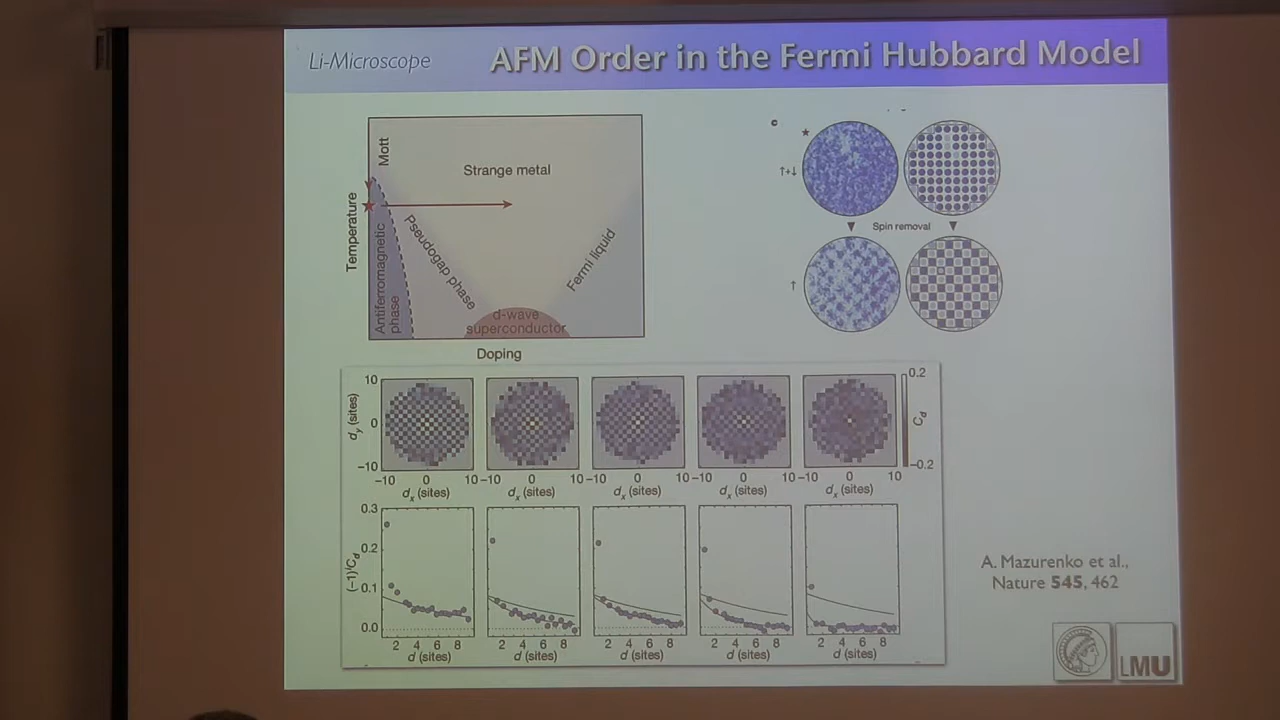 Li-Microscope
AFM Order in the Fermi Hubbard Model
Temperature
Mott
Strange metal
Antiferromagnetic
phase
Pseudogap phase
Fermi liquid
d-wave
superconductor
Doping
c
↑+↓
Spin removal
↑
d_y (sites)
10
0
−10
−10 0 10
−10 0 10
−10 0 10
−10 0 10
−10 0 10
d_x (sites)
d_x (sites)
d_x (sites)
d_x (sites)
d_x (sites)
0.2
C_d
−0.2
(−1)^i C_d
0.3
0.2
0.1
0.0
2 4 6 8
2 4 6 8
2 4 6 8
2 4 6 8
2 4 6 8
d (sites)
d (sites)
d (sites)
d (sites)
d (sites)
A. Mazurenko et al.,
Nature 545, 462
LMU